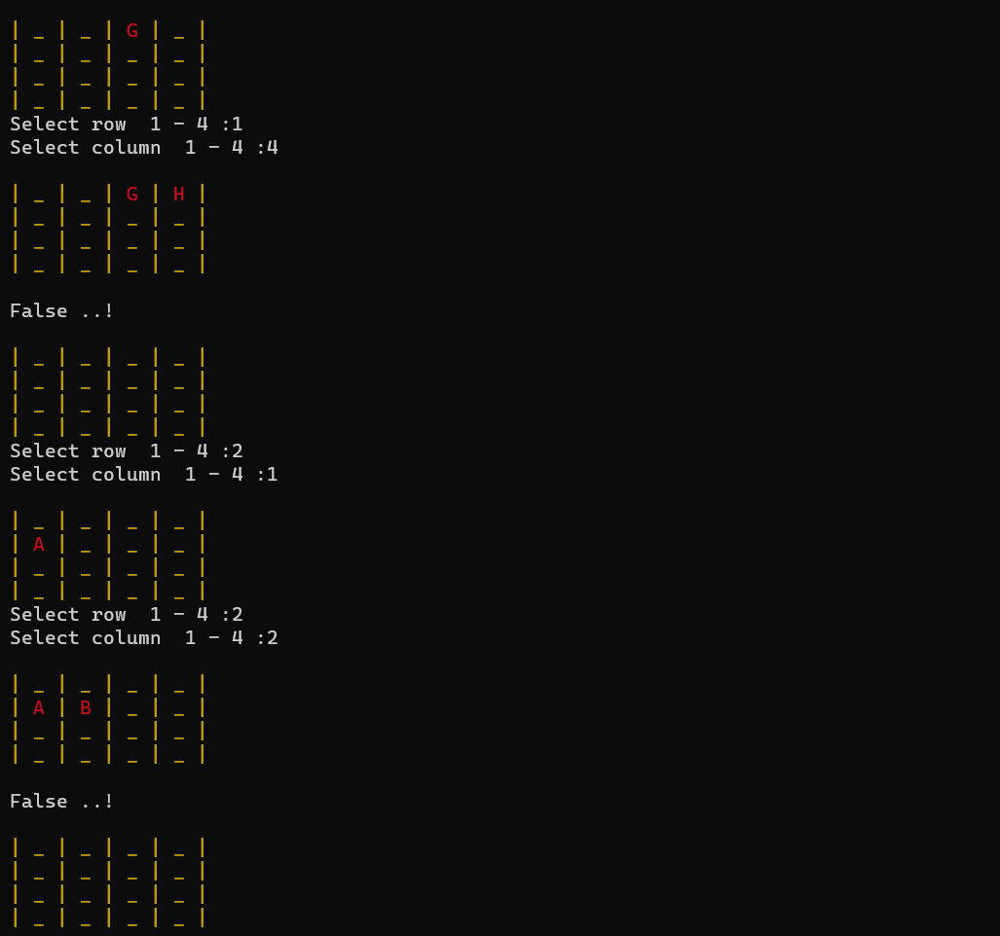 | _ | _ | G | _ |
| _ | _ | _ | _ |
| _ | _ | _ | _ |
| _ | _ | _ | _ |
Select row  1 - 4 :1
Select column  1 - 4 :4
| _ | _ | G | H |
| _ | _ | _ | _ |
| _ | _ | _ | _ |
| _ | _ | _ | _ |
False ..!
| _ | _ | _ | _ |
| _ | _ | _ | _ |
| _ | _ | _ | _ |
| _ | _ | _ | _ |
Select row  1 - 4 :2
Select column  1 - 4 :1
| _ | _ | _ | _ |
| A | _ | _ | _ |
| _ | _ | _ | _ |
| _ | _ | _ | _ |
Select row  1 - 4 :2
Select column  1 - 4 :2
| _ | _ | _ | _ |
| A | B | _ | _ |
| _ | _ | _ | _ |
| _ | _ | _ | _ |
False ..!
| _ | _ | _ | _ |
| _ | _ | _ | _ |
| _ | _ | _ | _ |
| _ | _ | _ | _ |